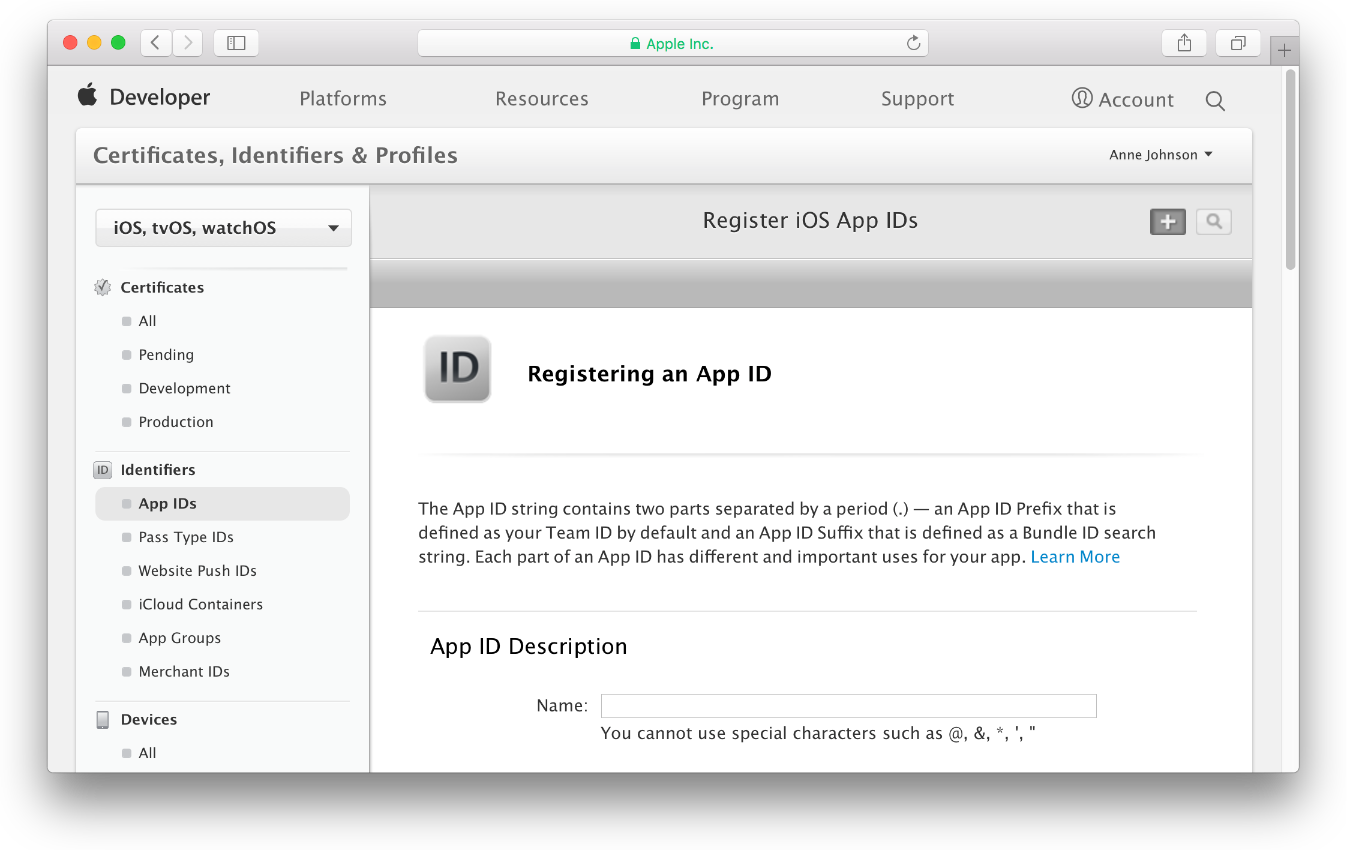 Apple Inc.
Developer
Platforms
Resources
Program
Support
Account
Certificates, Identifiers & Profiles
Anne Johnson
iOS, tvOS, watchOS
Register iOS App IDs
Certificates
All
Pending
Development
Production
ID
Identifiers
App IDs
Pass Type IDs
Website Push IDs
iCloud Containers
App Groups
Merchant IDs
Devices
All
ID
Registering an App ID
The App ID string contains two parts separated by a period (.) — an App ID Prefix that is
defined as your Team ID by default and an App ID Suffix that is defined as a Bundle ID search
string. Each part of an App ID has different and important uses for your app. Learn More
App ID Description
Name:
You cannot use special characters such as @, &, *, ', "